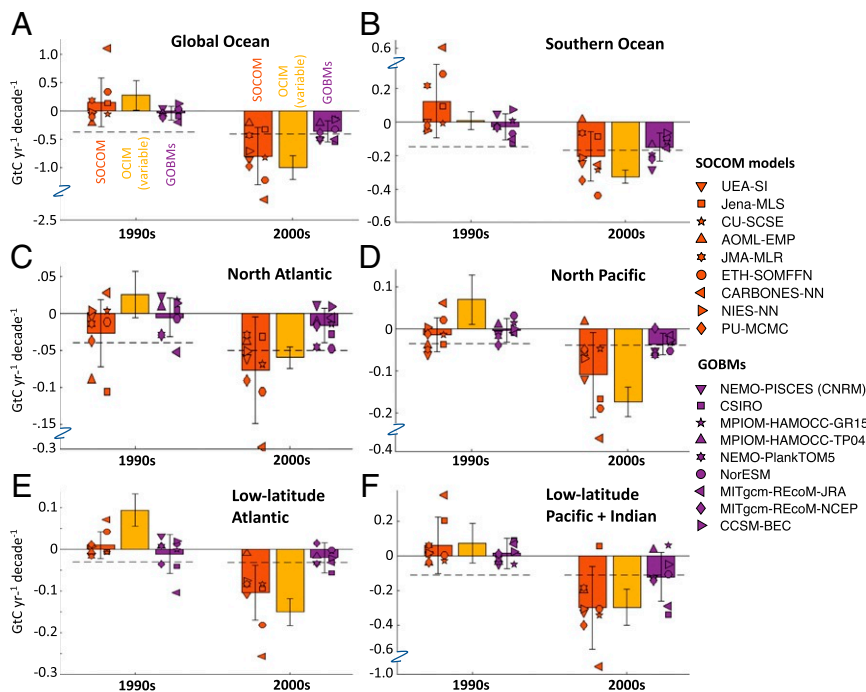 A
Global Ocean
GtC yr⁻¹ decade⁻¹
1.0
0.5
0
-0.5
-1.0
-2.5
SOCOM
OCIM
(variable)
GOBMs
SOCOM
OCIM
(variable)
GOBMs
1990s
2000s
B
Southern Ocean
0.6
0.2
0
-0.2
-0.4
-0.6
1990s
2000s
C
North Atlantic
GtC yr⁻¹ decade⁻¹
.05
0
-.05
-0.1
-.15
-0.3
1990s
2000s
D
North Pacific
0.1
0
-0.1
-0.2
-0.4
1990s
2000s
E
Low-latitude
Atlantic
GtC yr⁻¹ decade⁻¹
0.1
0
-0.1
-0.2
-0.3
1990s
2000s
F
Low-latitude
Pacific + Indian
0.2
0
-0.2
-0.4
-0.6
-1.0
1990s
2000s
SOCOM models
UEA-SI
Jena-MLS
CU-SCSE
AOML-EMP
JMA-MLR
ETH-SOMFFN
CARBONES-NN
NIES-NN
PU-MCMC
GOBMs
NEMO-PISCES (CNRM)
CSIRO
MPIOM-HAMOCC-GR15
MPIOM-HAMOCC-TP04
NEMO-PlankTOM5
NorESM
MITgcm-REcoM-JRA
MITgcm-REcoM-NCEP
CCSM-BEC